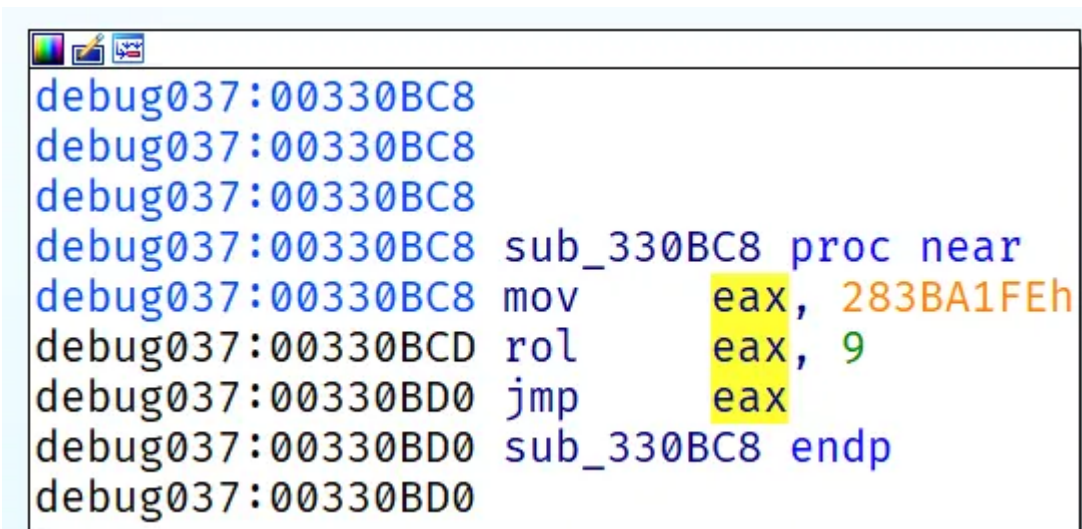 debug037:00330BC8
debug037:00330BC8
debug037:00330BC8
debug037:00330BC8 sub_330BC8 proc near
debug037:00330BC8 mov     eax, 283BA1FEh
debug037:00330BCD rol     eax, 9
debug037:00330BD0 jmp     eax
debug037:00330BD0 sub_330BC8 endp
debug037:00330BD0